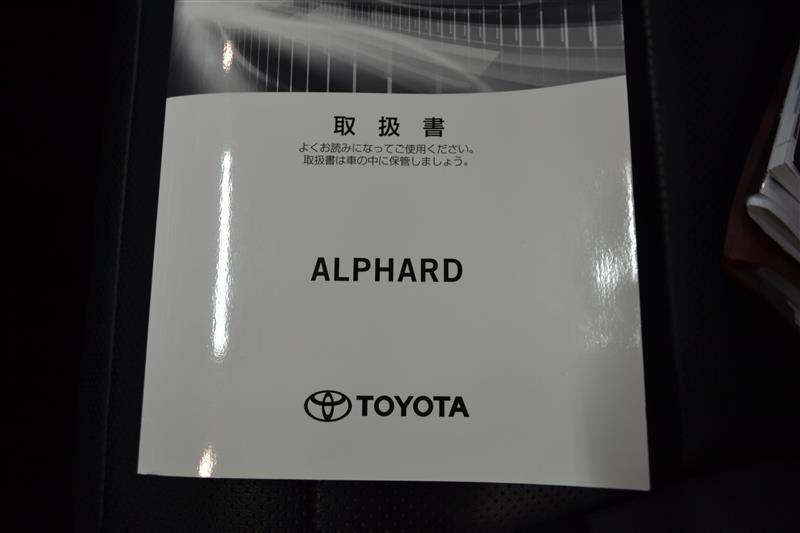 取扱書
よくお読みになってご使用ください。
取扱書は車の中に保管しましょう。
ALPHARD
TOYOTA